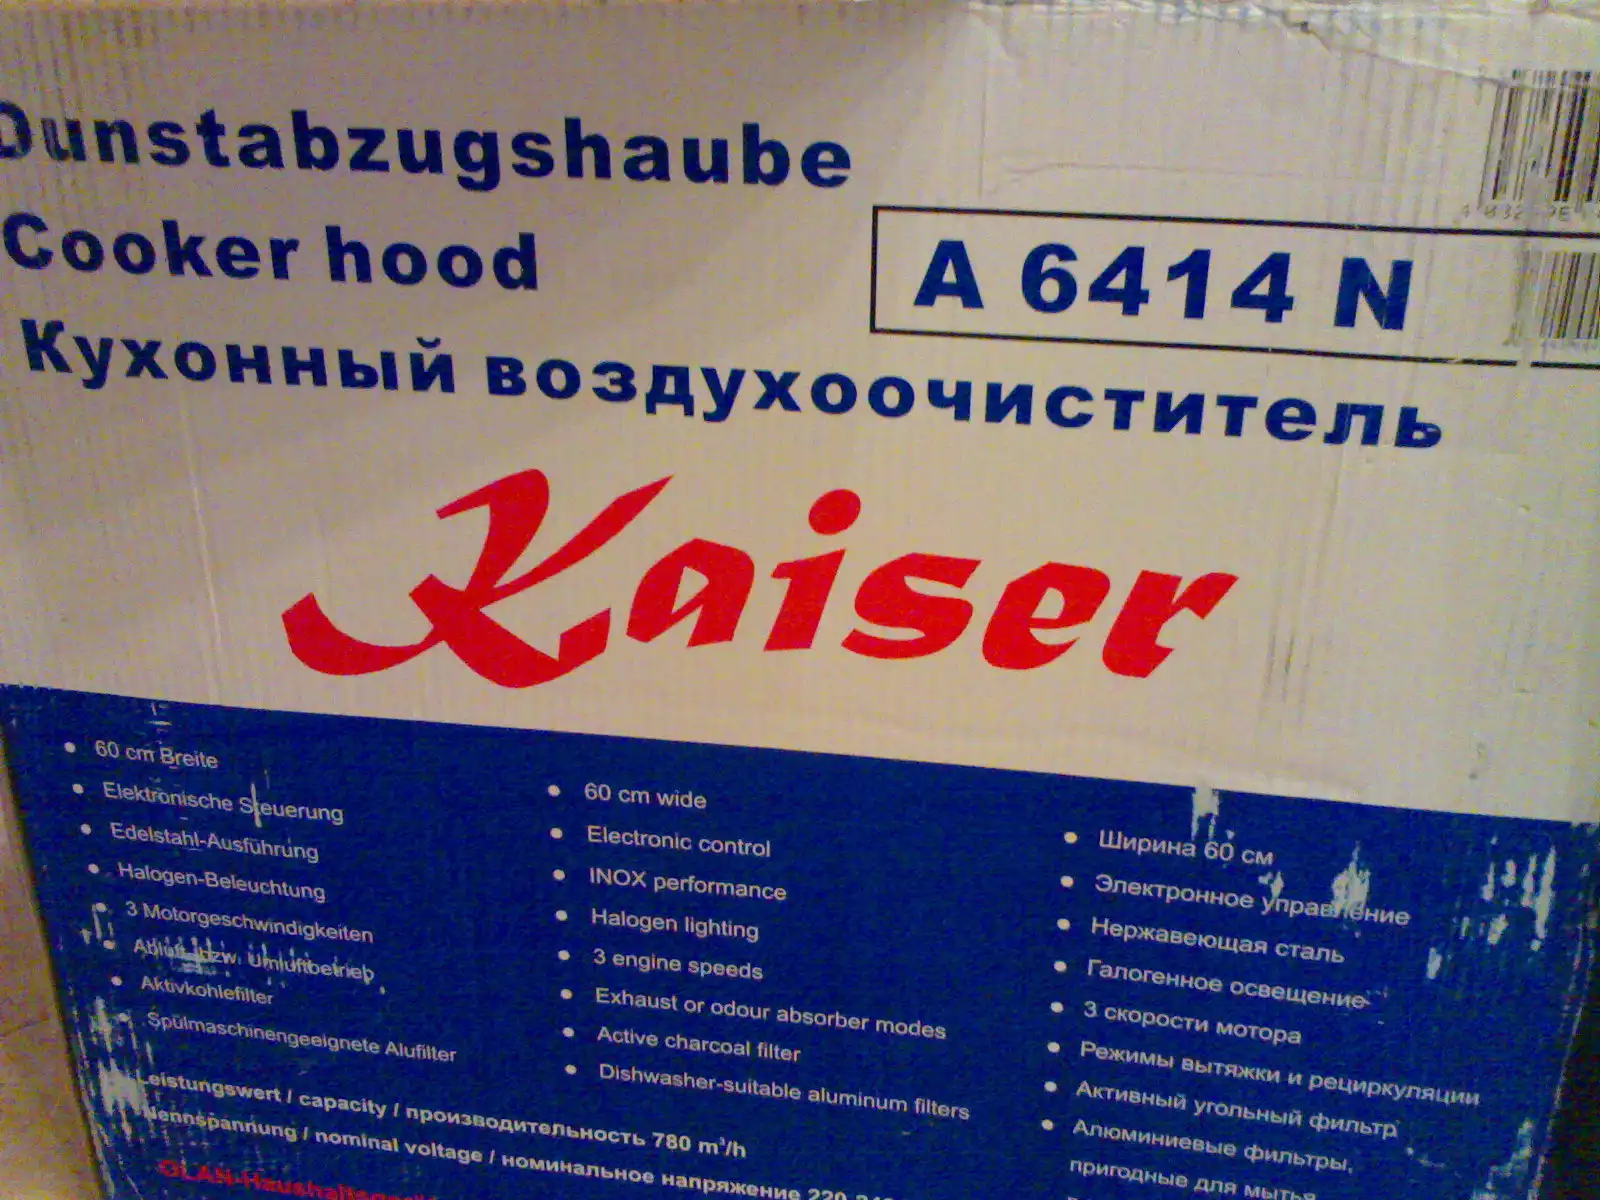 Dunstabzugshaube
Cooker hood
A 6414 N
Кухонный воздухоочиститель
Kaiser
• 60 cm Breite
• Elektronische Steuerung
• Edelstahl-Ausführung
• Halogen-Beleuchtung
• 3 Motorgeschwindigkeiten
• Abluft- bzw. Umluftbetrieb
• Aktivkohlefilter
• Spülmaschinengeeignete Alufilter
• 60 cm wide
• Electronic control
• INOX performance
• Halogen lighting
• 3 engine speeds
• Exhaust or odour absorber modes
• Active charcoal filter
• Dishwasher-suitable aluminum filters
• Ширина 60 см
• Электронное управление
• Нержавеющая сталь
• Галогенное освещение
• 3 скорости мотора
• Режимы вытяжки и рециркуляции
• Активный угольный фильтр
• Алюминиевые фильтры,
пригодные для мытья
Leistungswert / capacity / производительность 780 m³/h
Nennspannung / nominal voltage / номинальное напряжение 220